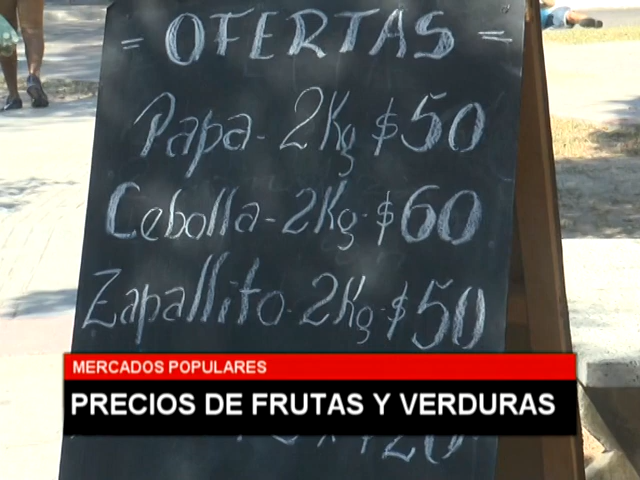 = OFERTAS =
Papa - 2Kg $50
Cebolla - 2Kg - $60
Zapallito - 2Kg - $50
MERCADOS POPULARES
PRECIOS DE FRUTAS Y VERDURAS